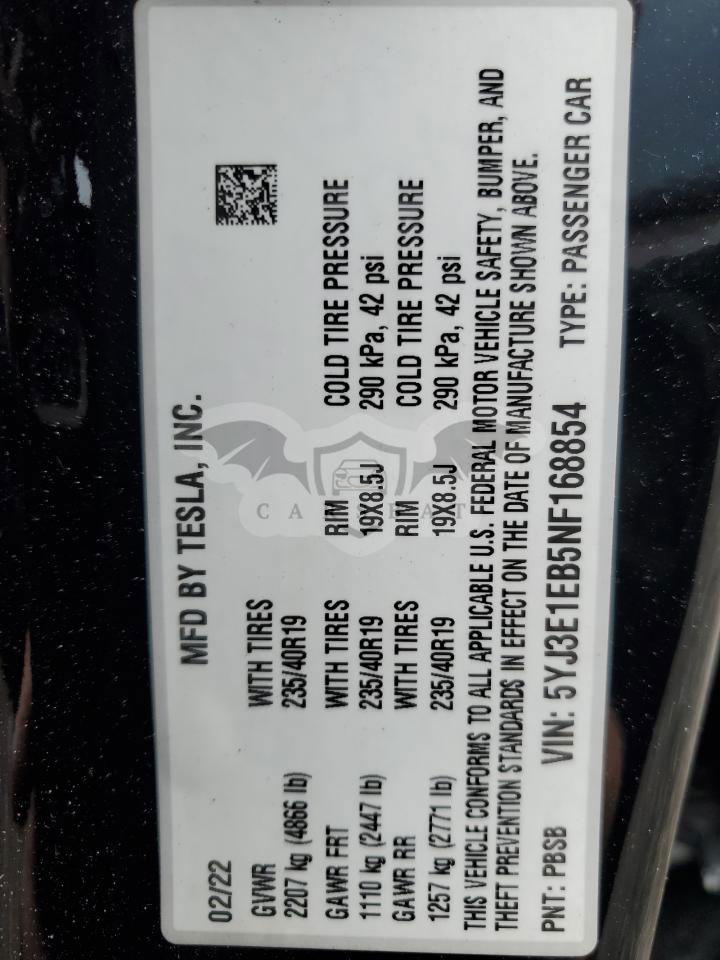 MFD BY TESLA, INC.
02/22
GVWR WITH TIRES
2207 kg (4866 lb) 235/40R19
GAWR FRT WITH TIRES RIM COLD TIRE PRESSURE
1110 kg (2447 lb) 235/40R19 19X8.5J 290 kPa, 42 psi
GAWR RR WITH TIRES RIM COLD TIRE PRESSURE
1257 kg (2771 lb) 235/40R19 19X8.5J 290 kPa, 42 psi
THIS VEHICLE CONFORMS TO ALL APPLICABLE U.S. FEDERAL MOTOR VEHICLE SAFETY, BUMPER, AND
THEFT PREVENTION STANDARDS IN EFFECT ON THE DATE OF MANUFACTURE SHOWN ABOVE.
PNT: PBSB VIN: 5YJ3E1EB5NF168854 TYPE: PASSENGER CAR